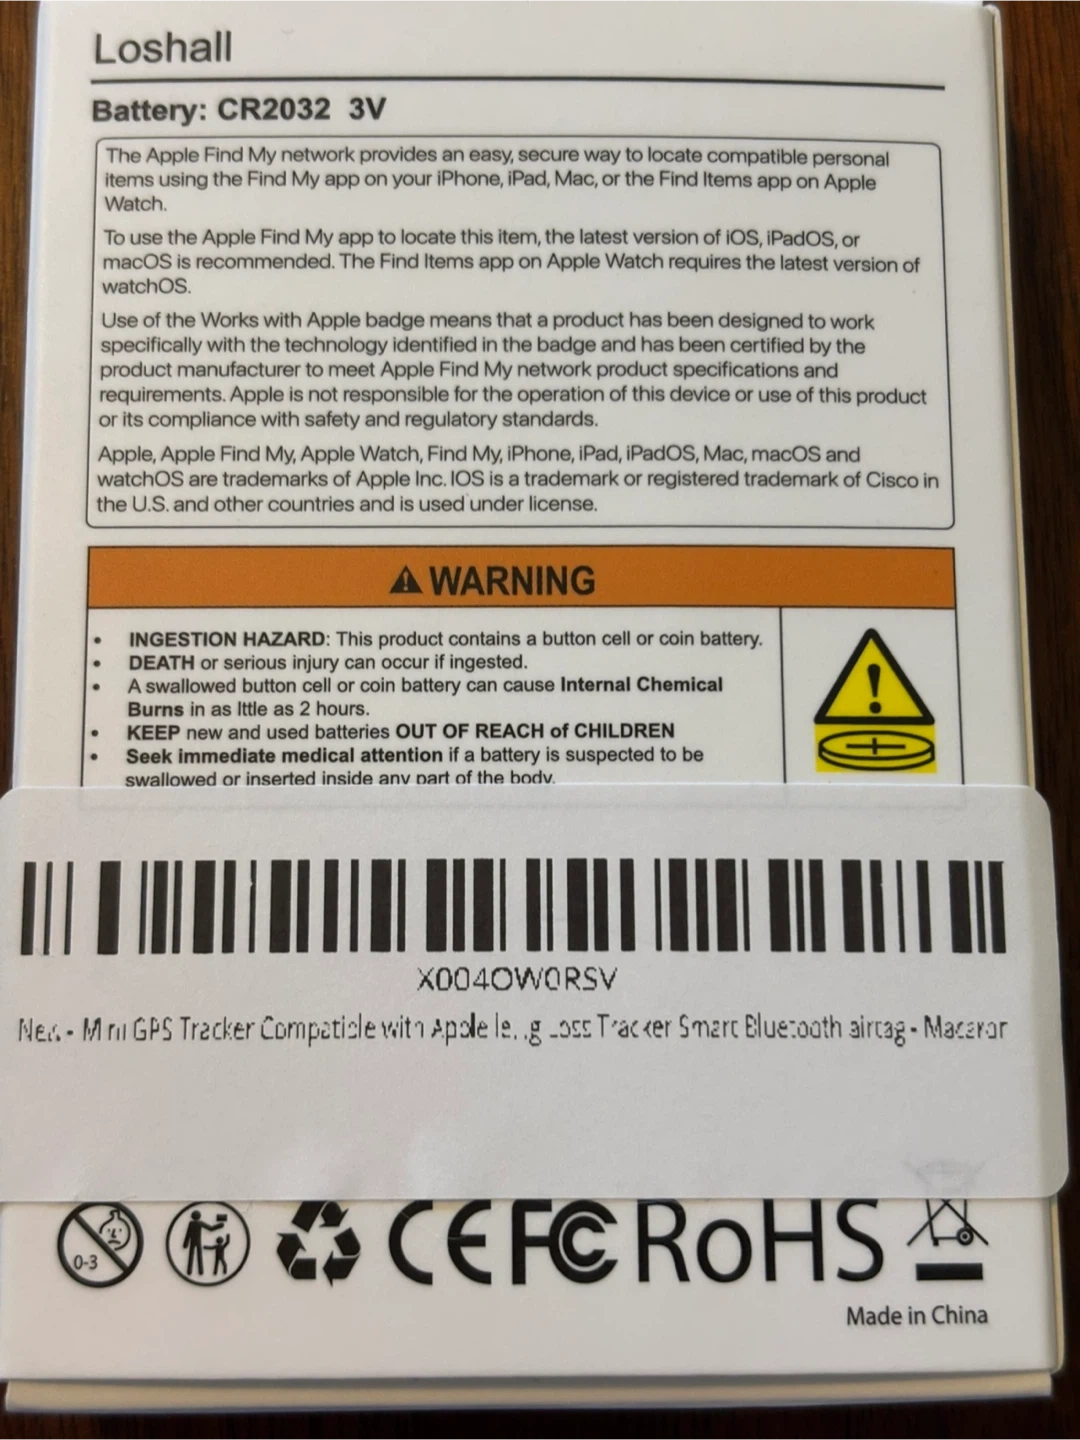 Loshall
Battery: CR2032 3V
The Apple Find My network provides an easy, secure way to locate compatible personal
items using the Find My app on your iPhone, iPad, Mac, or the Find Items app on Apple
Watch.
To use the Apple Find My app to locate this item, the latest version of iOS, iPadOS, or
macOS is recommended. The Find Items app on Apple Watch requires the latest version of
watchOS.
Use of the Works with Apple badge means that a product has been designed to work
specifically with the technology identified in the badge and has been certified by the
product manufacturer to meet Apple Find My network product specifications and
requirements. Apple is not responsible for the operation of this device or use of this product
or its compliance with safety and regulatory standards.
Apple, Apple Find My, Apple Watch, Find My, iPhone, iPad, iPadOS, Mac, macOS and
watchOS are trademarks of Apple Inc. IOS is a trademark or registered trademark of Cisco in
the U.S. and other countries and is used under license.
WARNING
• INGESTION HAZARD: This product contains a button cell or coin battery.
• DEATH or serious injury can occur if ingested.
• A swallowed button cell or coin battery can cause Internal Chemical
Burns in as lttle as 2 hours.
• KEEP new and used batteries OUT OF REACH of CHILDREN
• Seek immediate medical attention if a battery is suspected to be
swallowed or inserted inside any part of the body.
X004OW0RSV
- Mini GPS Tracker Compatible with Apple Loss Tracker Smart Bluetooth airtag -
0-3 CE FC RoHS
Made in China